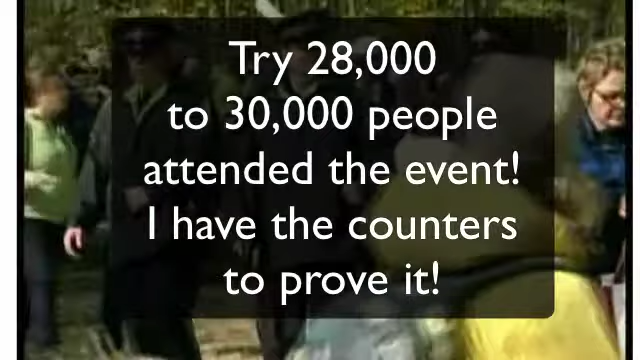 Try 28,000
to 30,000 people
attended the event!
I have the counters
to prove it!